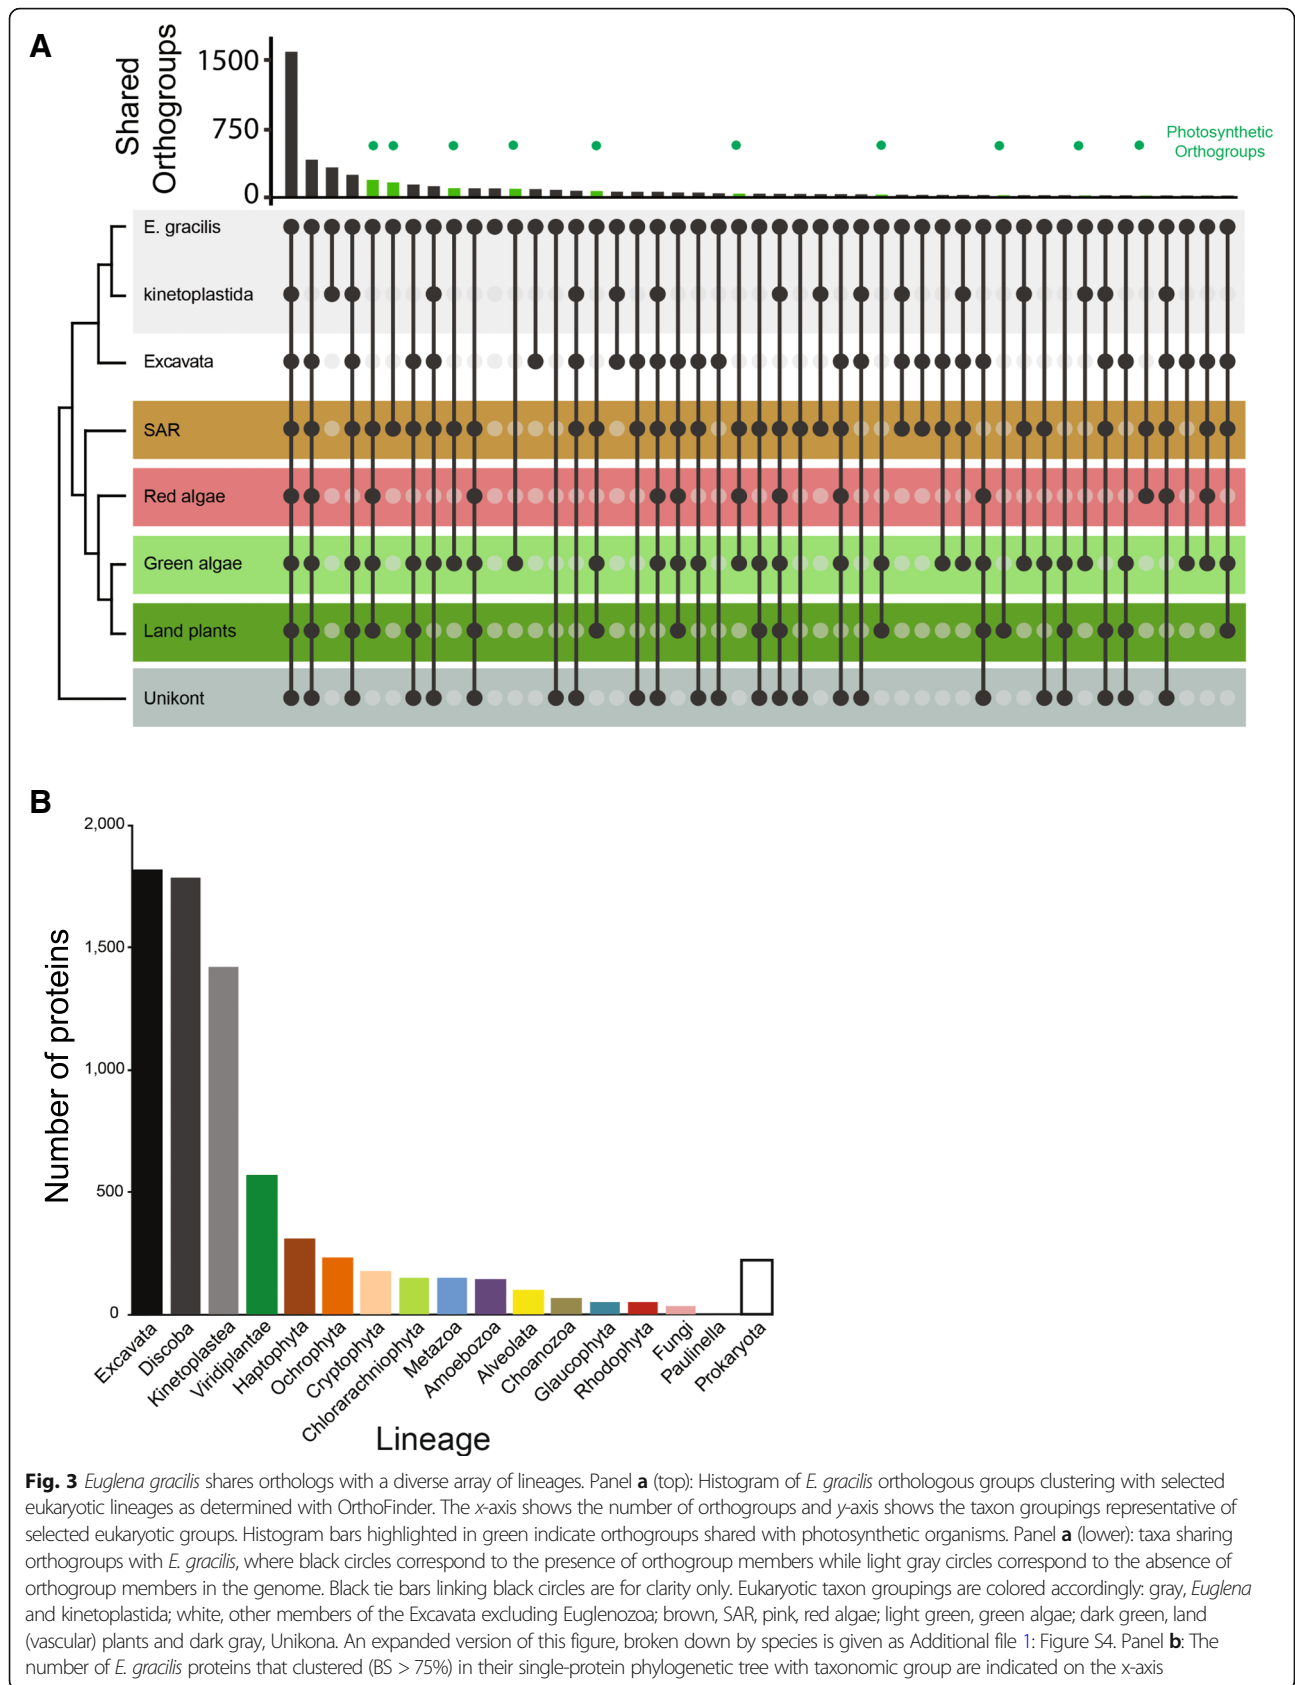 A
Shared
Orthogroups
1500
750
0
Photosynthetic
Orthogroups
E. gracilis
kinetoplastida
Excavata
SAR
Red algae
Green algae
Land plants
Unikont
B
Number of proteins
2,000
1,500
1,000
500
0
Excavata
Discoba
Kinetoplastea
Viridiplantae
Haptophyta
Ochrophyta
Cryptophyta
Chlorarachniophyta
Metazoa
Amoebozoa
Alveolata
Choanozoa
Glaucophyta
Rhodophyta
Fungi
Paulinella
Prokaryota
Lineage
Fig. 3 Euglena gracilis shares orthologs with a diverse array of lineages. Panel a (top): Histogram of E. gracilis orthologous groups clustering with selected
eukaryotic lineages as determined with OrthoFinder. The x-axis shows the number of orthogroups and y-axis shows the taxon groupings representative of
selected eukaryotic groups. Histogram bars highlighted in green indicate orthogroups shared with photosynthetic organisms. Panel a (lower): taxa sharing
orthogroups with E. gracilis, where black circles correspond to the presence of orthogroup members while light gray circles correspond to the absence of
orthogroup members in the genome. Black tie bars linking black circles are for clarity only. Eukaryotic taxon groupings are colored accordingly: gray, Euglena
and kinetoplastida; white, other members of the Excavata excluding Euglenozoa; brown, SAR, pink, red algae; light green, green algae; dark green, land
(vascular) plants and dark gray, Unikona. An expanded version of this figure, broken down by species is given as Additional file 1: Figure S4. Panel b: The
number of E. gracilis proteins that clustered (BS > 75%) in their single-protein phylogenetic tree with taxonomic group are indicated on the x-axis